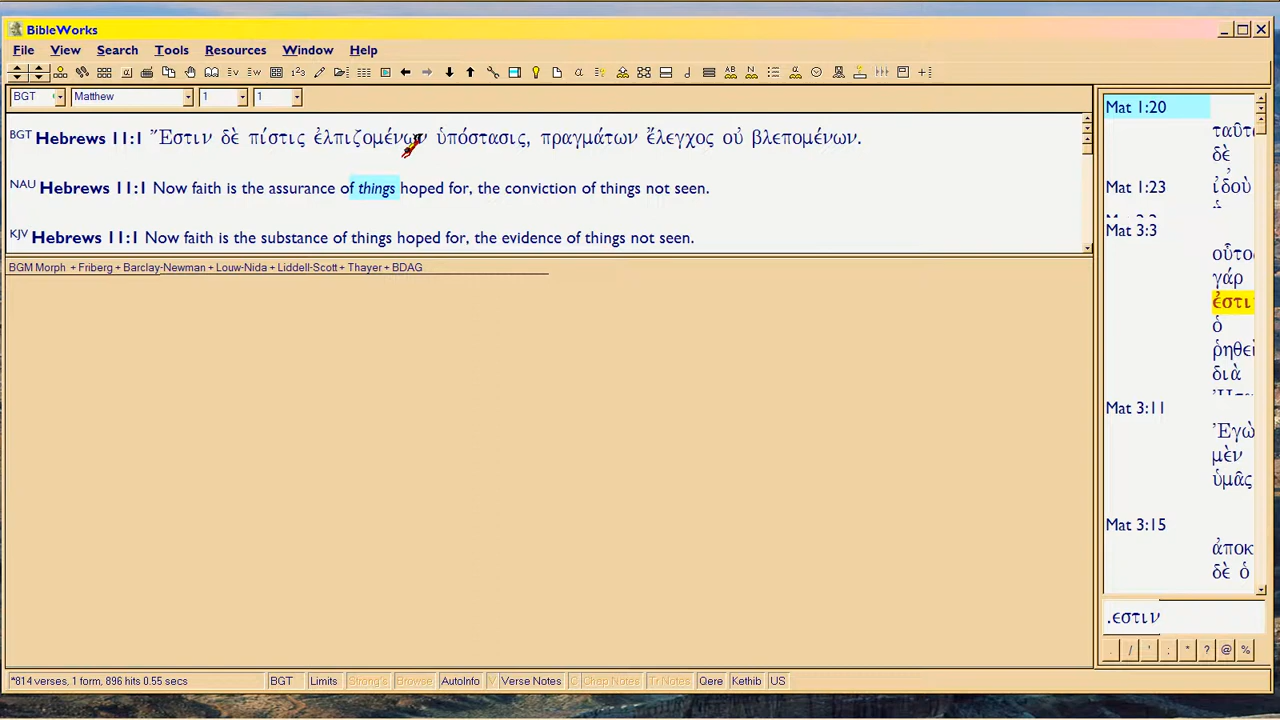 BibleWorks
File View Search Tools Resources Window Help
BGT Matthew 1 1
BGT Hebrews 11:1 Ἔστιν δὲ πίστις ἐλπιζομένων ὑπόστασις, πραγμάτων ἔλεγχος οὐ βλεπομένων.
NAU Hebrews 11:1 Now faith is the assurance of things hoped for, the conviction of things not seen.
KJV Hebrews 11:1 Now faith is the substance of things hoped for, the evidence of things not seen.
BGM Morph + Friberg + Barclay-Newman + Louw-Nida + Liddell-Scott + Thayer + BDAG
Mat 1:20
δὲ
Mat 1:23
ἰδοὺ
Mat 3:3
γάρ
ὁ
διὰ
Mat 3:11
Ἐγὼ
μὲν
ὑμᾶς
Mat 3:15
δὲ ὁ
.εστιν
. / ' ; * ? @ %
*814 verses, 1 form, 896 hits 0.55 secs BGT Limits Strong's Browse AutoInfo V Verse Notes C Chap Notes Tr Notes Qere Kethib US